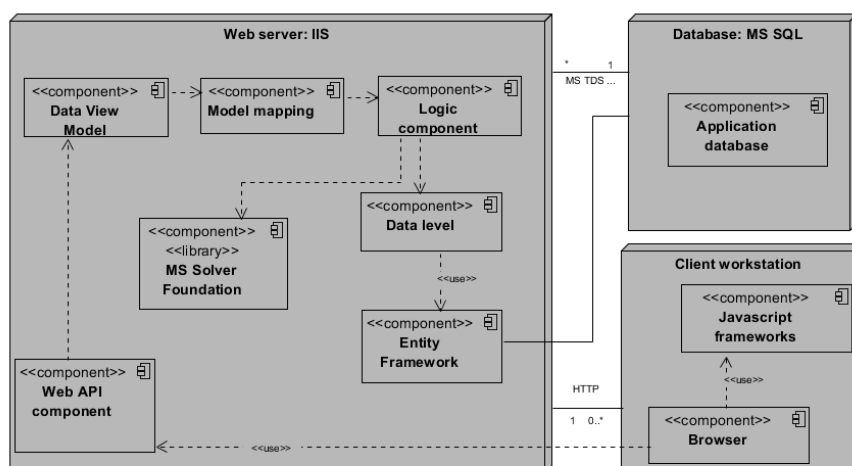 Web server: IIS
<<component>>
Data View
Model
<<component>>
Model mapping
<<component>>
Logic
component
<<component>>
<<library>>
MS Solver
Foundation
<<component>>
Data level
<<use>>
<<component>>
Entity
Framework
<<component>>
Web API
component
<<use>>
* 1
MS TDS ...
HTTP
1 0..*
Database: MS SQL
<<component>>
Application
database
Client workstation
<<component>>
Javascript
frameworks
<<use>>
<<component>>
Browser